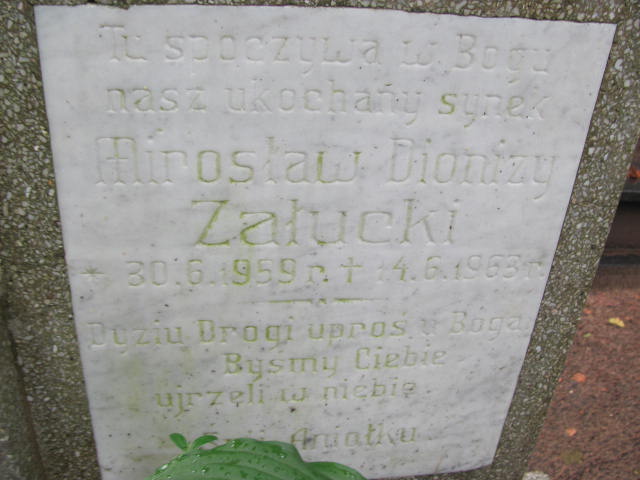 Tu spoczywa w Bogu
nasz ukochany synek
Mirosław Dionizy
Załucki
* 30.6.1959 r. † 14.6.1963 r.
Dyziu Drogi uproś u Boga
Byśmy Ciebie
ujrzeli w niebie
Aniołku